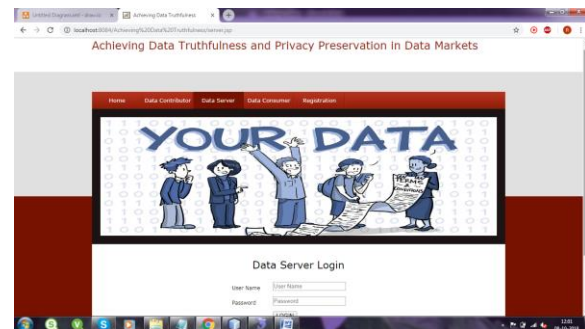 Untitled Diagram.xml - draw.io
Achieving Data Truthfulness
localhost:8084/Achieving%20Data%20Truthfulness/server.jsp
Achieving Data Truthfulness and Privacy Preservation in Data Markets
Home Data Contributor Data Server Data Consumer Registration
YOUR DATA
TERMS & CONDITIONS
Data Server Login
User Name User Name
Password Password
LOGIN
12:01